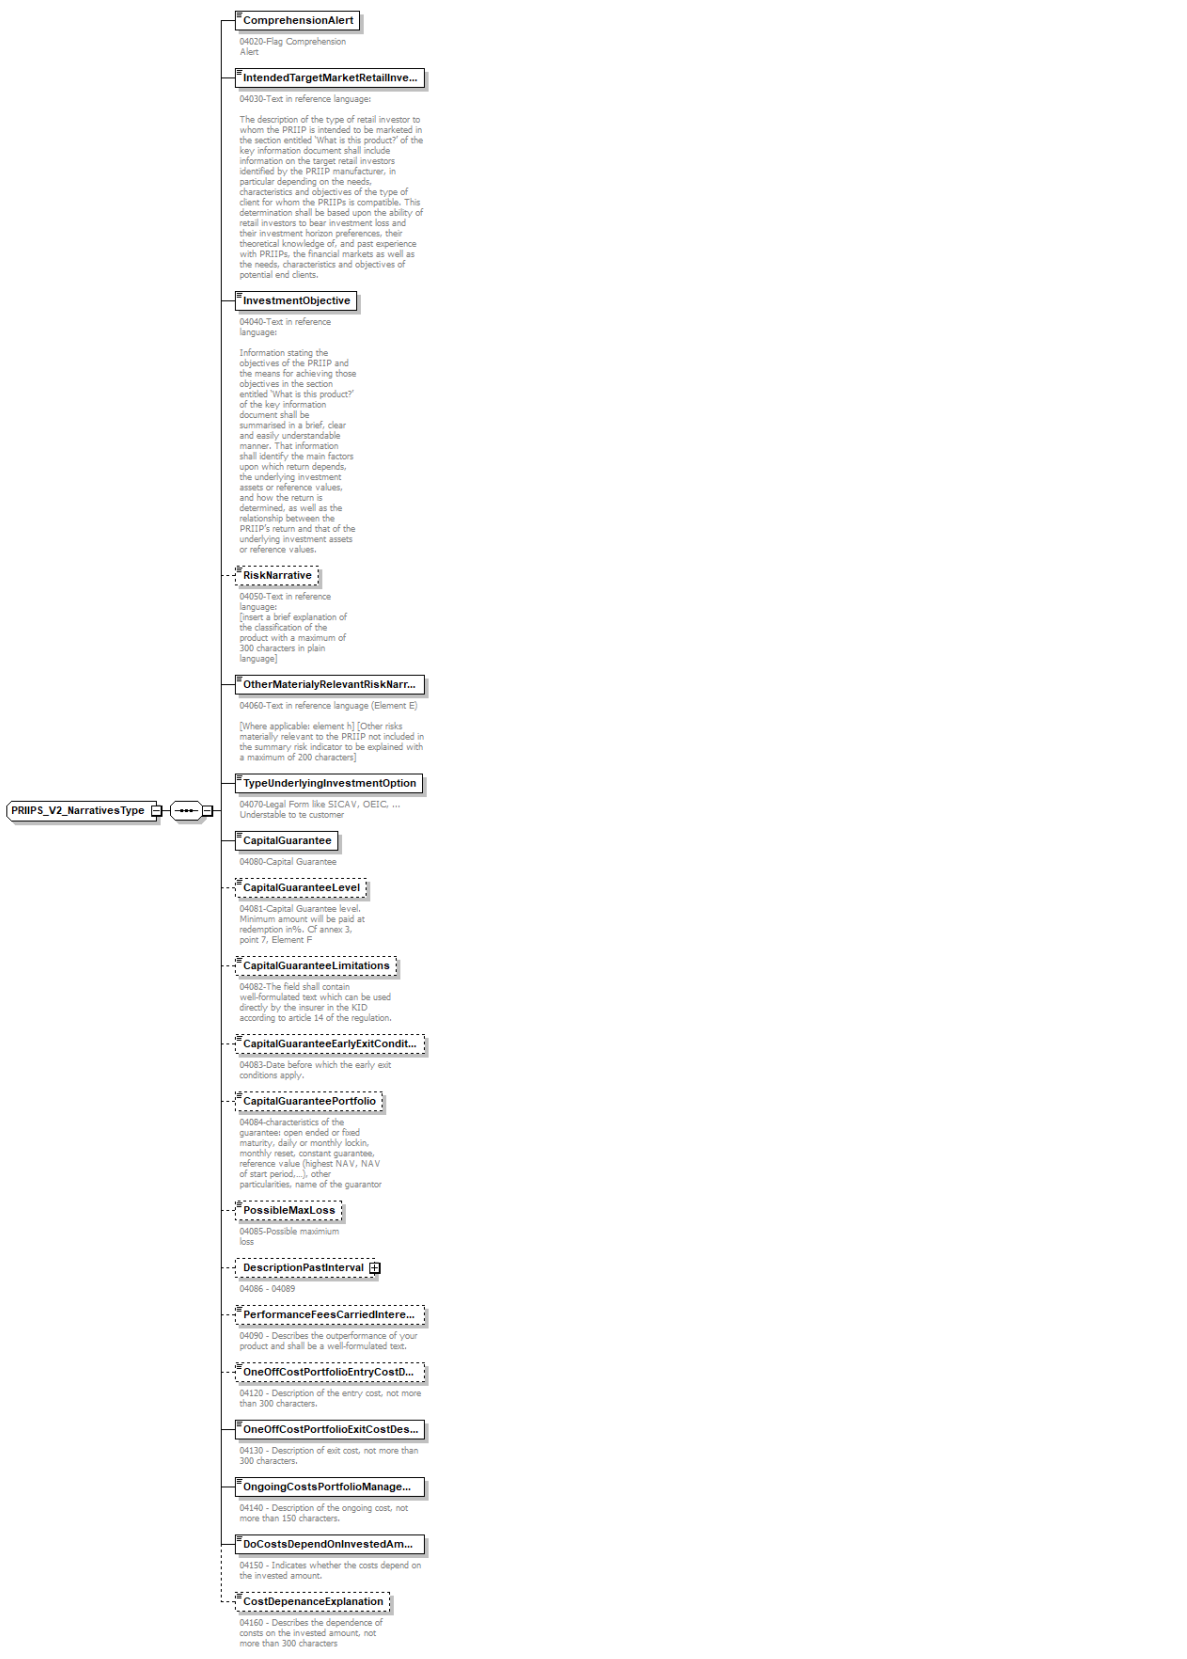 ComprehensionAlert
04020-Flag Comprehension
Alert
IntendedTargetMarketRetailInve...
04030-Text in reference language:
The description of the type of retail investor to
whom the PRIIP is intended to be marketed in
the section entitled 'What is this product?' of the
key information document shall include
information on the target retail investors
identified by the PRIIP manufacturer, in
particular depending on the needs,
characteristics and objectives of the type of
client for whom the PRIIPs is compatible. This
determination shall be based upon the ability of
retail investors to bear investment loss and
their investment horizon preferences, their
theoretical knowledge of, and past experience
with PRIIPs, the financial markets as well as
the needs, characteristics and objectives of
potential end clients.
InvestmentObjective
04040-Text in reference
language:
Information stating the
objectives of the PRIIP and
the means for achieving those
objectives in the section
entitled 'What is this product?'
of the key information
document shall be
summarised in a brief, clear
and easily understandable
manner. That information
shall identify the main factors
upon which return depends,
the underlying investment
assets or reference values,
and how the return is
determined, as well as the
relationship between the
PRIIP's return and that of the
underlying investment assets
or reference values.
RiskNarrative
04050-Text in reference
language:
[insert a brief explanation of
the classification of the
product with a maximum of
300 characters in plain
language]
OtherMaterialyRelevantRiskNarr...
04060-Text in reference language (Element E)
[Where applicable: element h] [Other risks
materially relevant to the PRIIP not included in
the summary risk indicator to be explained with
a maximum of 200 characters]
TypeUnderlyingInvestmentOption
04070-Legal Form like SICAV, OEIC, ...
Understable to te customer
PRIIPS_V2_NarrativesType
CapitalGuarantee
04080-Capital Guarantee
CapitalGuaranteeLevel
04081-Capital Guarantee level.
Minimum amount will be paid at
redemption in%. Cf annex 3,
point 7, Element F
CapitalGuaranteeLimitations
04082-The field shall contain
well-formulated text which can be used
directly by the insurer in the KID
according to article 14 of the regulation.
CapitalGuaranteeEarlyExitCondit...
04083-Date before which the early exit
conditions apply.
CapitalGuaranteePortfolio
04084-characteristics of the
guarantee: open ended or fixed
maturity, daily or monthly lockin,
monthly reset, constant guarantee,
reference value (highest NAV, NAV
of start period,...), other
particularities, name of the guarantor
PossibleMaxLoss
04085-Possible maximium
loss
DescriptionPastInterval
04086 - 04089
PerformanceFeesCarriedIntere...
04090 - Describes the outperformance of your
product and shall be a well-formulated text.
OneOffCostPortfolioEntryCostD...
04120 - Description of the entry cost, not more
than 300 characters.
OneOffCostPortfolioExitCostDes...
04130 - Description of exit cost, not more than
300 characters.
OngoingCostsPortfolioManage...
04140 - Description of the ongoing cost, not
more than 150 characters.
DoCostsDependOnInvestedAm...
04150 - Indicates whether the costs depend on
the invested amount.
CostDepenanceExplanation
04160 - Describes the dependence of
consts on the invested amount, not
more than 300 characters